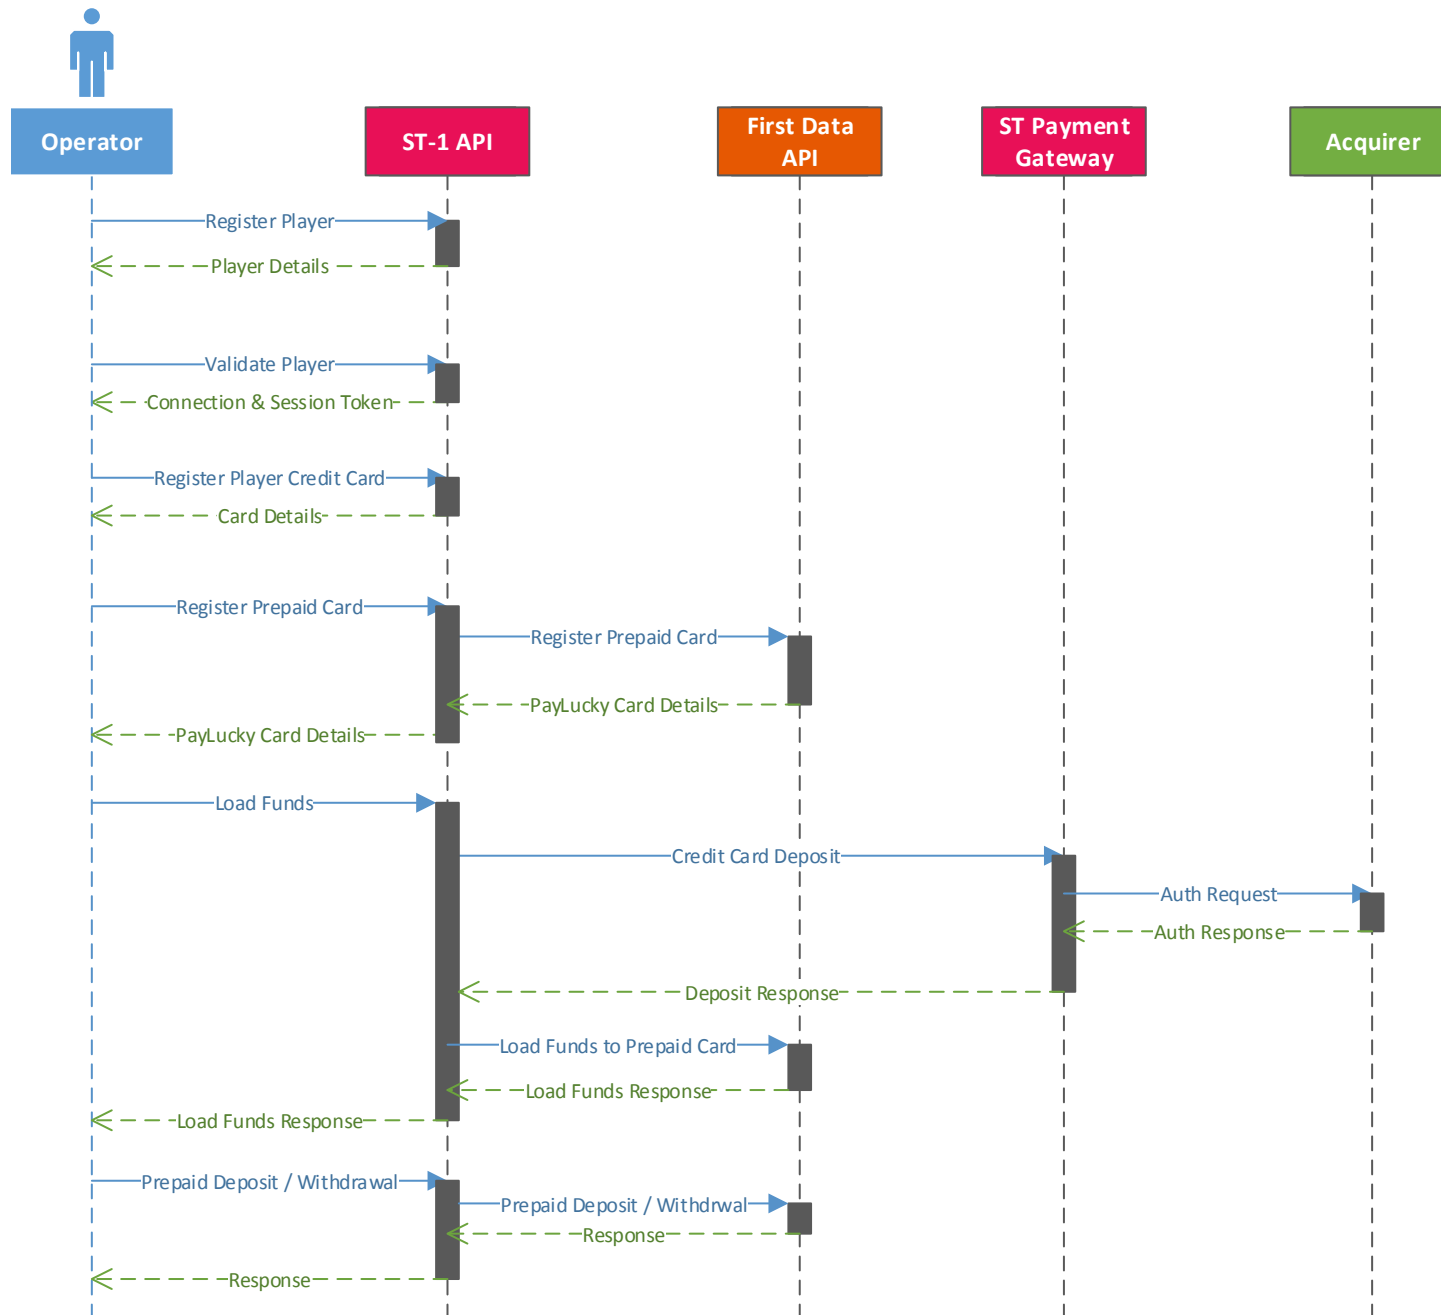 Operator
ST-1 API
First Data
API
ST Payment
Gateway
Acquirer
Register Player
Player Details
Validate Player
Connection & Session Token
Register Player Credit Card
Card Details
Register Prepaid Card
Register Prepaid Card
PayLucky Card Details
PayLucky Card Details
Load Funds
Credit Card Deposit
Auth Request
Auth Response
Deposit Response
Load Funds to Prepaid Card
Load Funds Response
Load Funds Response
Prepaid Deposit / Withdrawal
Prepaid Deposit / Withdrwal
Response
Response